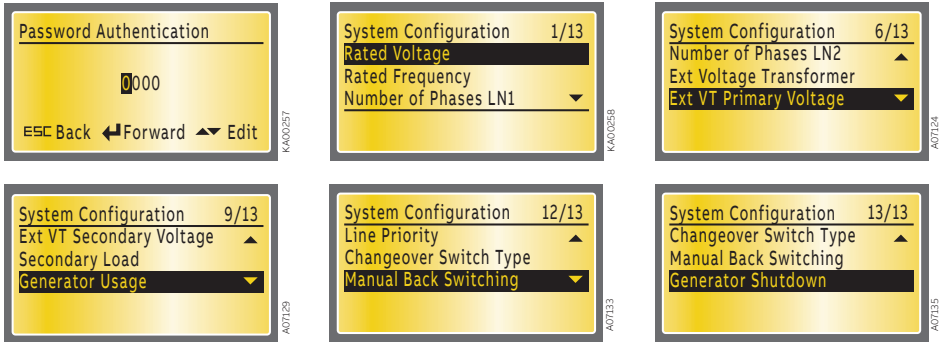 Password Authentication
0000
ESC Back Forward Edit
KA00257
System Configuration 1/13
Rated Voltage
Rated Frequency
Number of Phases LN1
KA00258
System Configuration 6/13
Number of Phases LN2
Ext Voltage Transformer
Ext VT Primary Voltage
A07124
System Configuration 9/13
Ext VT Secondary Voltage
Secondary Load
Generator Usage
A07129
System Configuration 12/13
Line Priority
Changeover Switch Type
Manual Back Switching
A07133
System Configuration 13/13
Changeover Switch Type
Manual Back Switching
Generator Shutdown
A07135